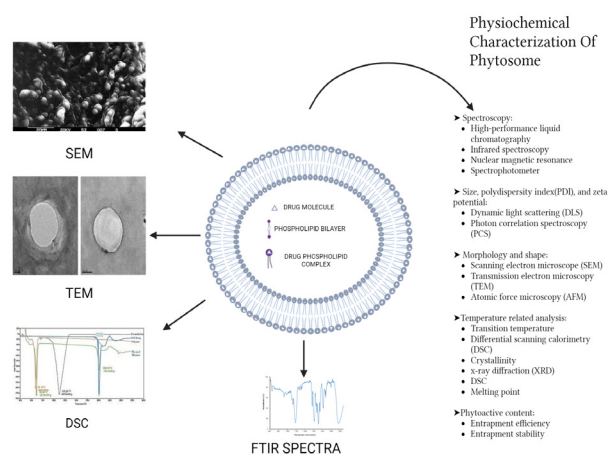 Physiochemical
Characterization Of
Phytosome
SEM
TEM
DSC
FTIR SPECTRA
DRUG MOLECULE
PHOSPHOLIPID BILAYER
DRUG PHOSPHOLIPID
COMPLEX
➤ Spectroscopy:
• High-performance liquid
chromatography
• Infrared spectroscopy
• Nuclear magnetic resonance
• Spectrophotometer
➤ Size, polydispersity index(PDI), and zeta
potential:
• Dynamic light scattering (DLS)
• Photon correlation spectroscopy
(PCS)
➤ Morphology and shape:
• Scanning electron microscope (SEM)
• Transmission electron microscopy
(TEM)
• Atomic force microscopy (AFM)
➤Temperature related analysis:
• Transition temperature
• Differential scanning calorimetry
(DSC)
• Crystallinity
• x-ray diffraction (XRD)
• DSC
• Melting point
➤Phytoactive content:
• Entrapment efficiency
• Entrapment stability